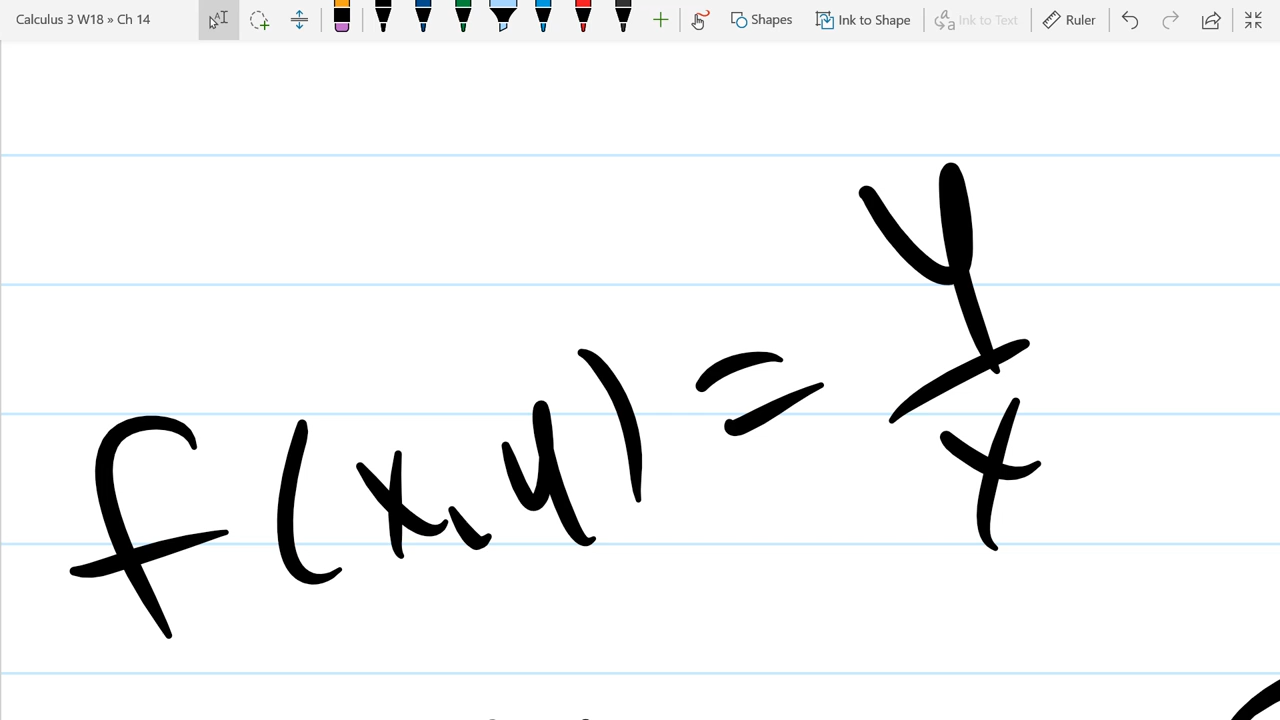 Calculus 3 W18 » Ch 14 Shapes Ink to Shape Ink to Text Ruler
f(x,y) = y/x